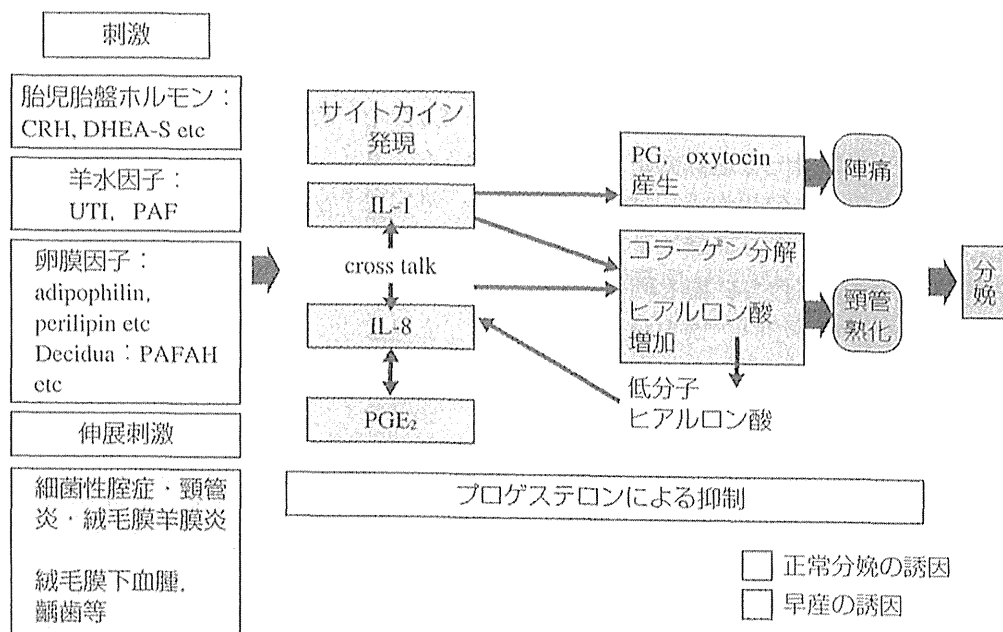 刺激
胎児胎盤ホルモン：
CRH, DHEA-S etc
羊水因子：
UTI, PAF
卵膜因子：
adipophilin,
perilipin etc
Decidua：PAFAH
etc
伸展刺激
細菌性腟症・頸管
炎・絨毛膜羊膜炎
絨毛膜下血腫,
齲歯等
サイトカイン
発現
IL-1
cross talk
IL-8
PGE₂
PG, oxytocin
産生
陣痛
コラーゲン分解
ヒアルロン酸
増加
頸管
熟化
低分子
ヒアルロン酸
分
娩
プロゲステロンによる抑制
正常分娩の誘因
早産の誘因